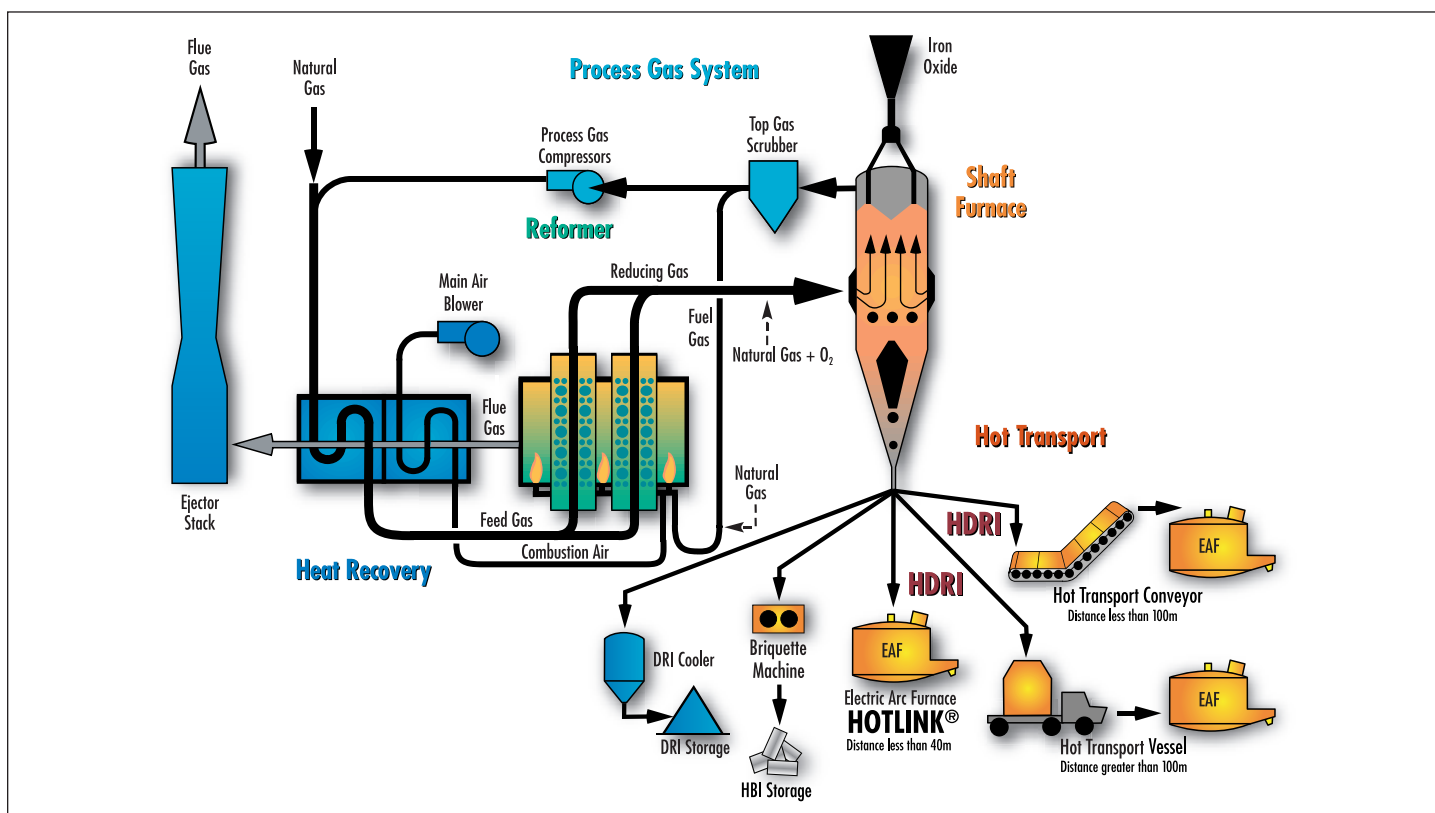 Flue
Gas
Natural
Gas
Process Gas System
Iron
Oxide
Process Gas
Compressors
Top Gas
Scrubber
Shaft
Furnace
Reformer
Reducing Gas
Main Air
Blower
Fuel
Gas
Natural Gas + O₂
Flue
Gas
Hot Transport
Ejector
Stack
Natural
Gas
Feed Gas
Combustion Air
Heat Recovery
HDRI
EAF
HDRI
Hot Transport Conveyor
Distance less than 100m
DRI Cooler
Briquette
Machine
EAF
EAF
Electric Arc Furnace
HOTLINK®
Distance less than 40m
DRI Storage
Hot Transport Vessel
Distance greater than 100m
HBI Storage